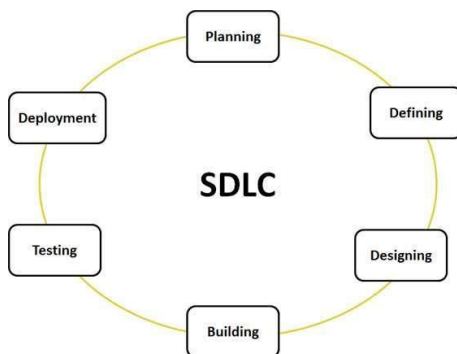 Planning
Defining
Designing
Building
Testing
Deployment
SDLC